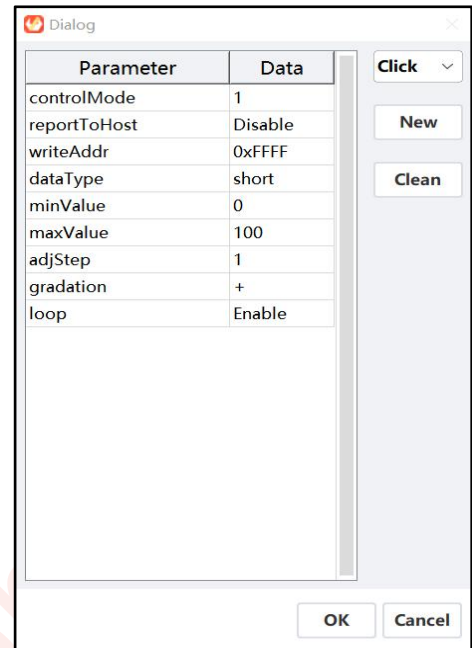 Dialog
Parameter Data
controlMode 1
reportToHost Disable
writeAddr 0xFFFF
dataType short
minValue 0
maxValue 100
adjStep 1
gradation +
loop Enable
Click
New
Clean
OK Cancel